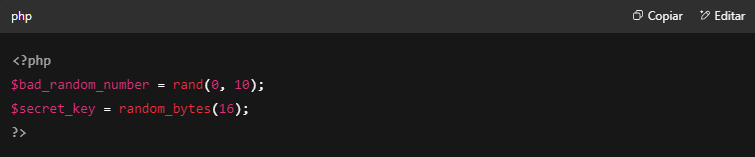 php Copiar Editar
<?php
$bad_random_number = rand(0, 10);
$secret_key = random_bytes(16);
?>